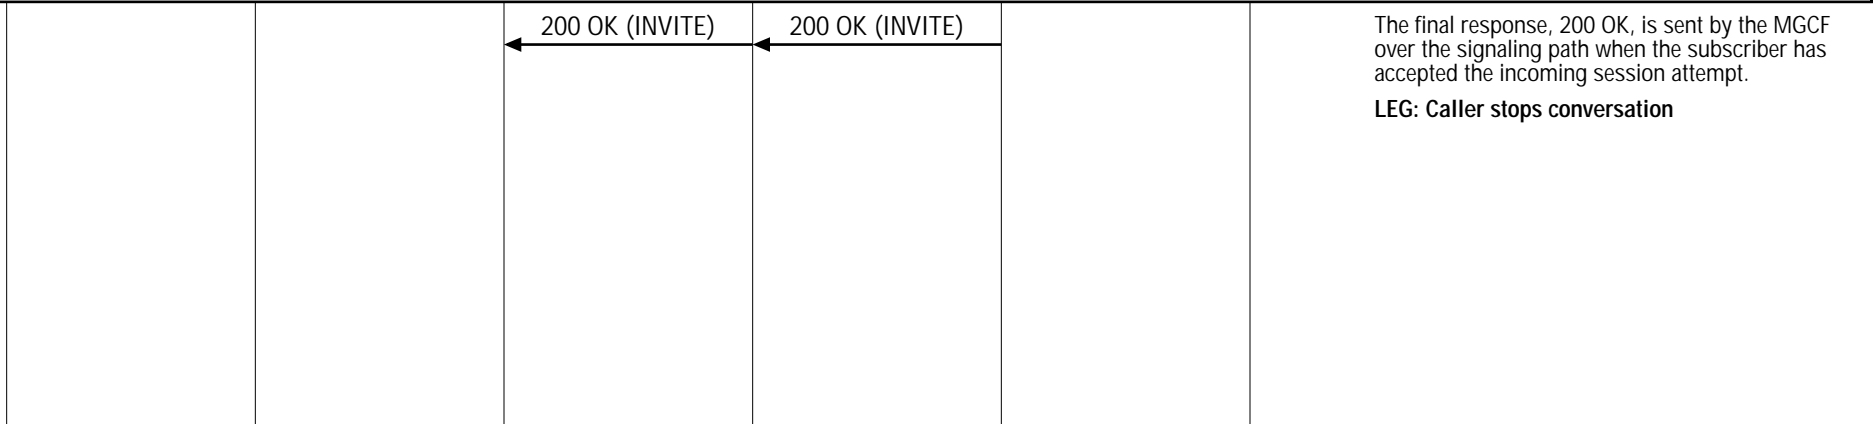 200 OK (INVITE) 200 OK (INVITE)
The final response, 200 OK, is sent by the MGCF
over the signaling path when the subscriber has
accepted the incoming session attempt.
LEG: Caller stops conversation